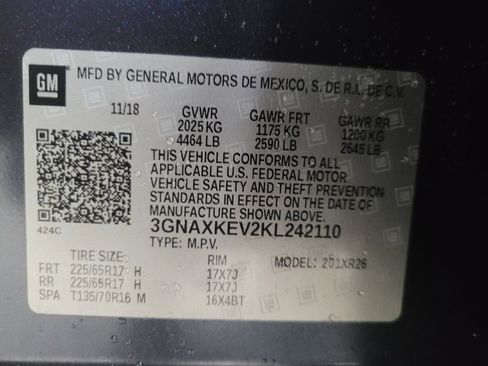 GM
MFD BY GENERAL MOTORS DE MEXICO, S. DE R.L. DE C.V.
11/18 GVWR GAWR FRT GAWR RR
2025 KG 1175 KG 1200 KG
4464 LB 2590 LB 2645 LB
THIS VEHICLE CONFORMS TO ALL
APPLICABLE U.S. FEDERAL MOTOR
VEHICLE SAFETY AND THEFT PREVENTION
STANDARDS IN EFFECT ON THE DATE OF
MANUFACTURE SHOWN ABOVE.
424C 3GNAXKEV2KL242110
TYPE: M.P.V.
TIRE SIZE RIM MODEL: 201XR26
FRT 225/65R17 H 17X7J
RR 225/65R17 H 17X7J
SPA T135/70R16 M 16X4BT